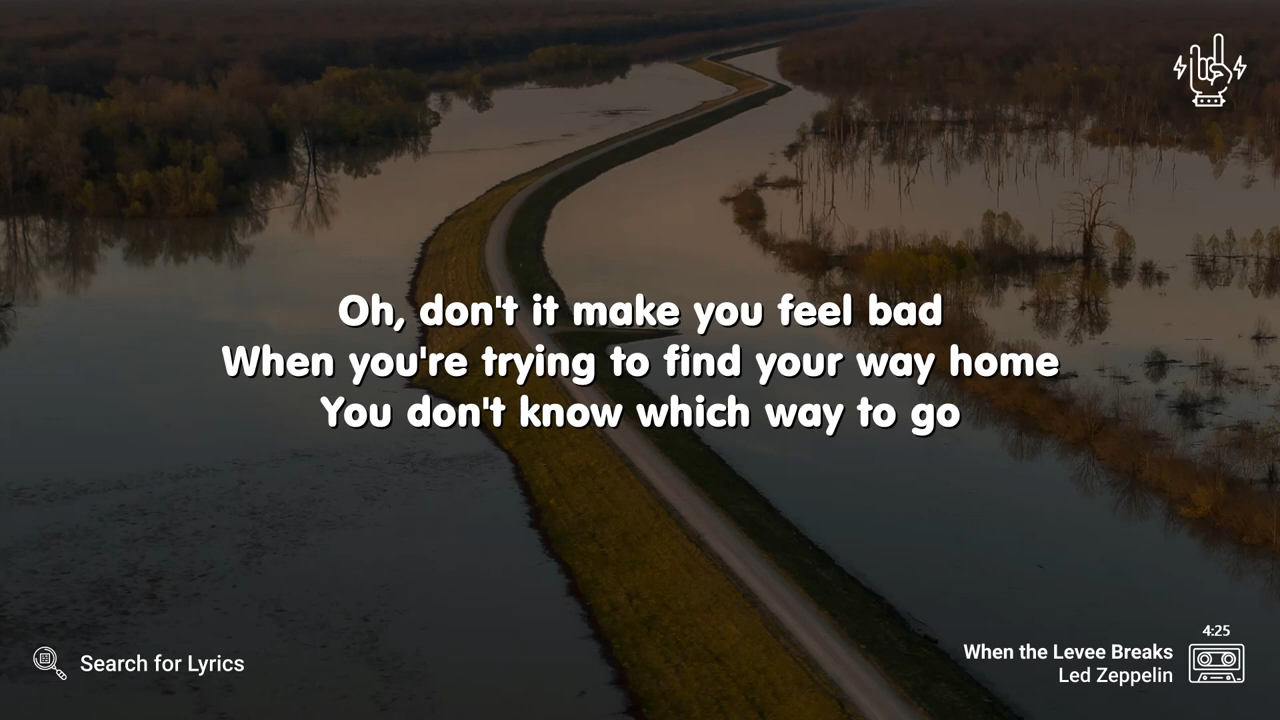 Oh, don't it make you feel bad
When you're trying to find your way home
You don't know which way to go
Search for Lyrics
4:25
When the Levee Breaks
Led Zeppelin